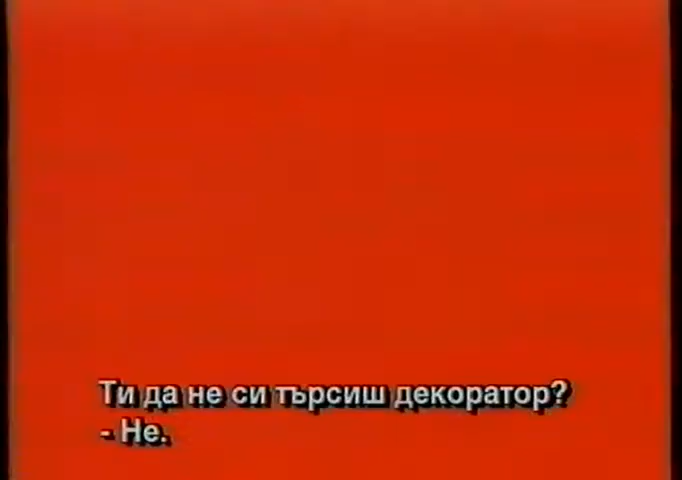 Ти да не си търсиш декоратор?
- Не.